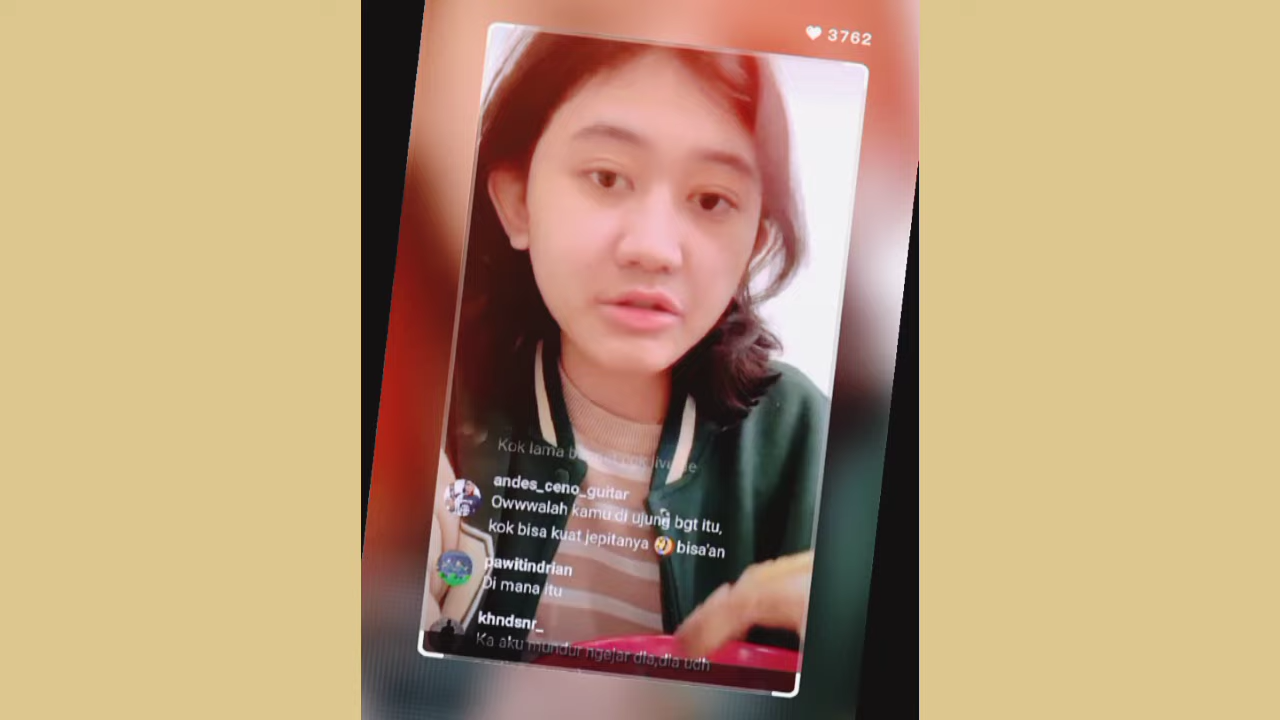 3762
Kok lama
andes_ceno_guitar
Owwwalah kamu di ujung bgt itu,
kok bisa kuat jepitanya 🤣 bisa'an
pawitindrian
Di mana itu
khndsnr_
Ka aku mundur ngejar dia,dia udh